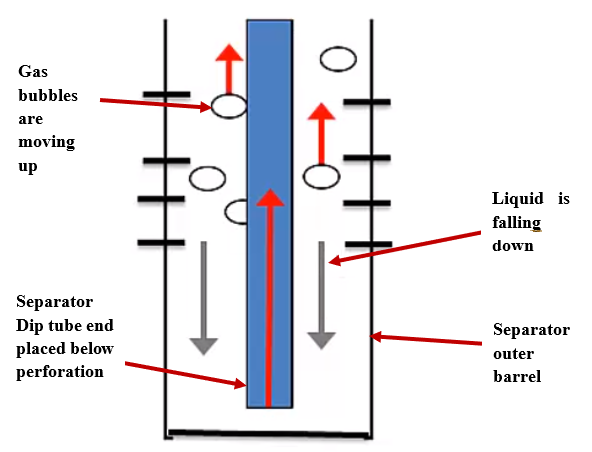 Gas
bubbles
are
moving
up
Liquid is
falling
down
Separator
Dip tube end
placed below
perforation
Separator
outer
barrel